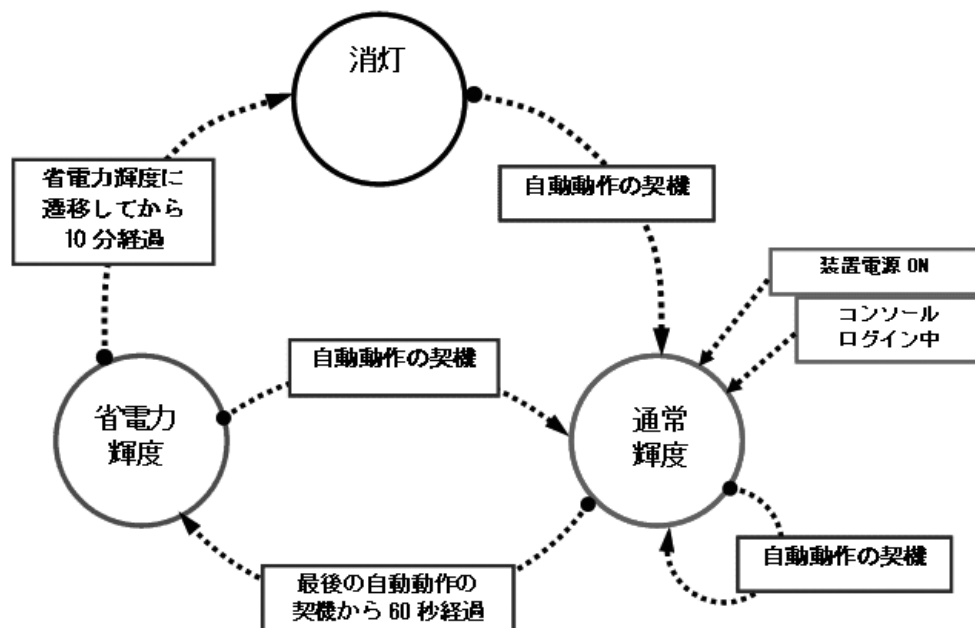 消灯
省電力輝度に
遷移してから
10 分経過
自動動作の契機
装置電源 ON
コンソール
ログイン中
自動動作の契機
省電力
輝度
通常
輝度
自動動作の契機
最後の自動動作の
契機から 60 秒経過